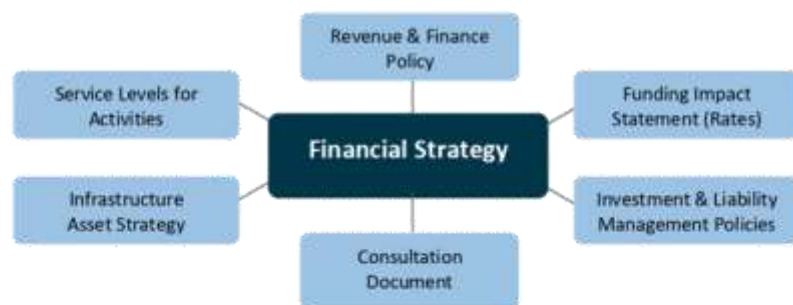 Revenue & Finance
Policy
Service Levels for
Activities
Funding Impact
Statement (Rates)
Financial Strategy
Infrastructure
Asset Strategy
Investment & Liability
Management Policies
Consultation
Document